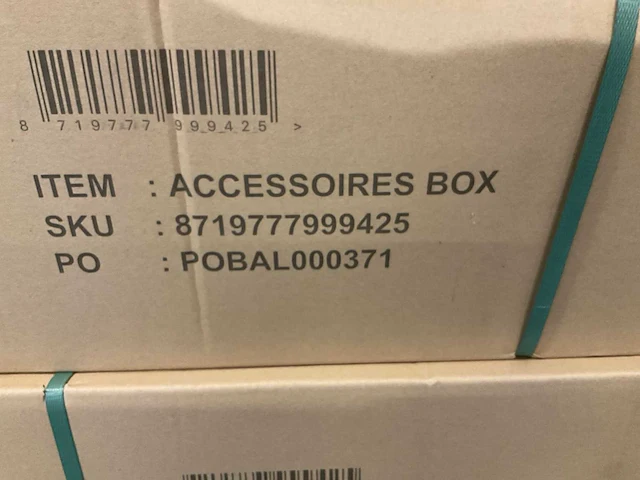 8 719777 999425 >
ITEM : ACCESSOIRES BOX
SKU : 8719777999425
PO : POBAL000371